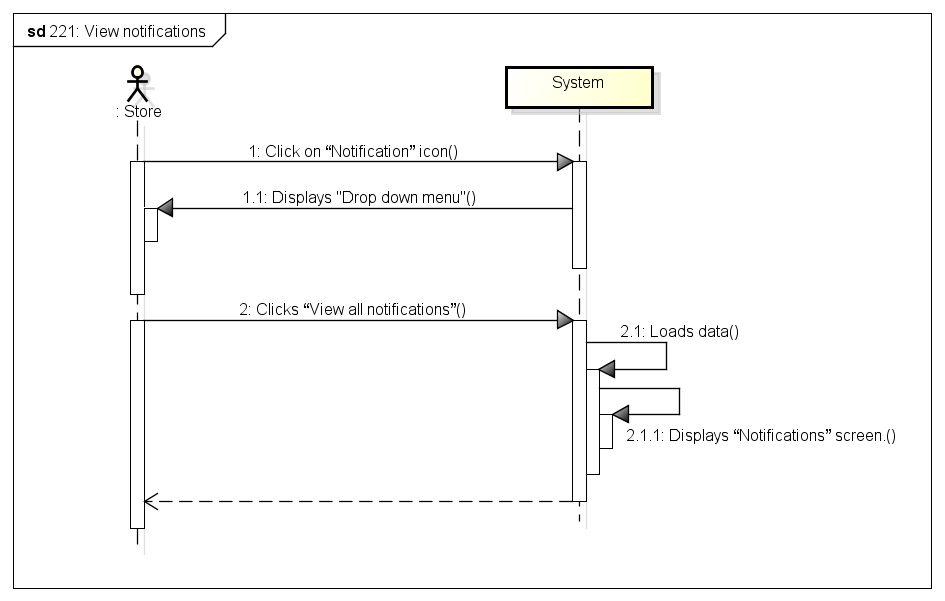 sd 221: View notifications
System
: Store
1: Click on “Notification” icon()
1.1: Displays "Drop down menu"()
2: Clicks “View all notifications”()
2.1: Loads data()
2.1.1: Displays “Notifications” screen.()